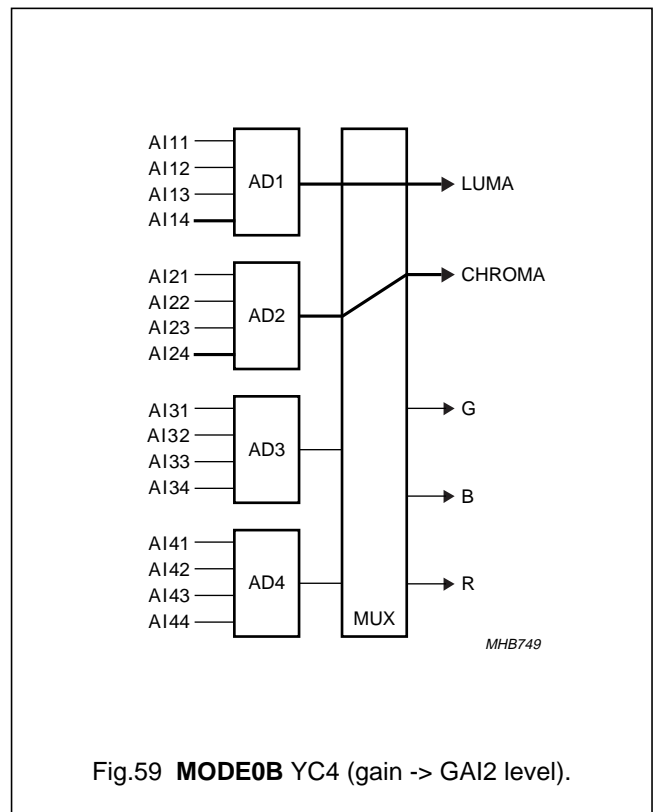 AI11
AI12
AI13
AI14
AD1
LUMA
AI21
AI22
AI23
AI24
AD2
CHROMA
AI31
AI32
AI33
AI34
AD3
G
B
AI41
AI42
AI43
AI44
AD4
R
MUX
MHB749
Fig.59 MODE0B YC4 (gain -> GAI2 level).